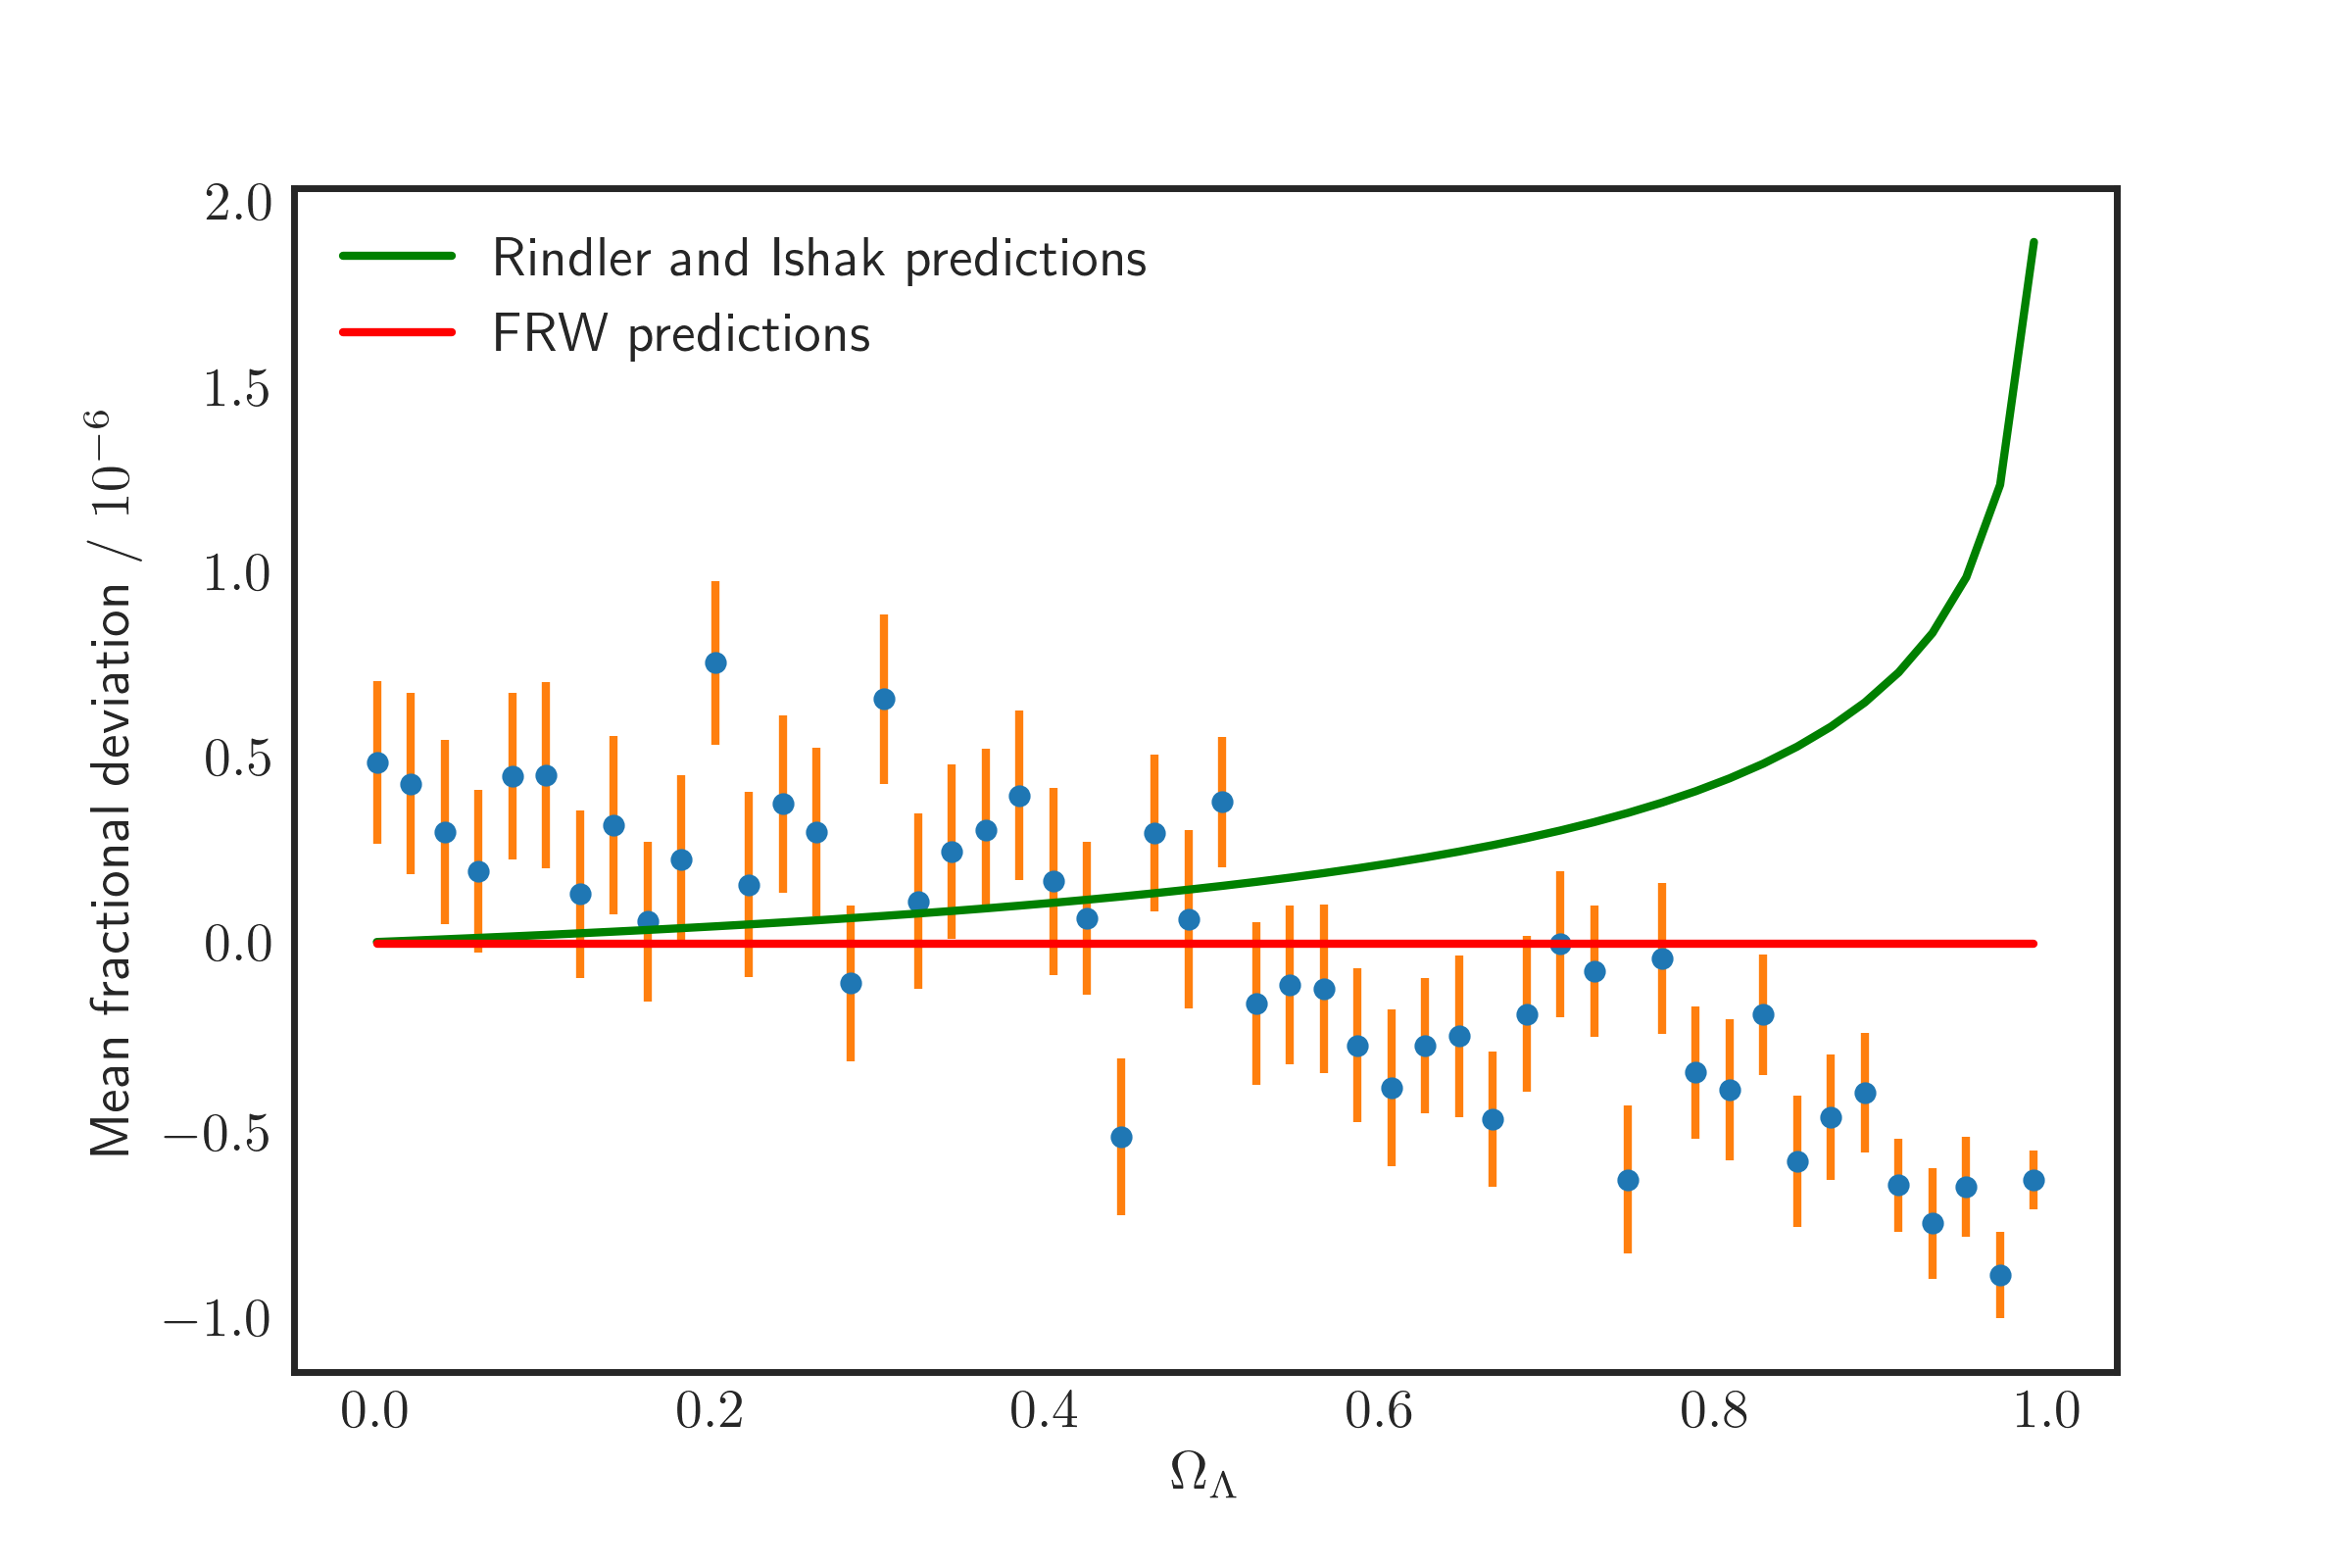 2.0
1.5
1.0
0.5
0.0
−0.5
−1.0
Mean fractional deviation / 10⁻⁶
Rindler and Ishak predictions
FRW predictions
0.0 0.2 0.4 0.6 0.8 1.0
Ω_Λ